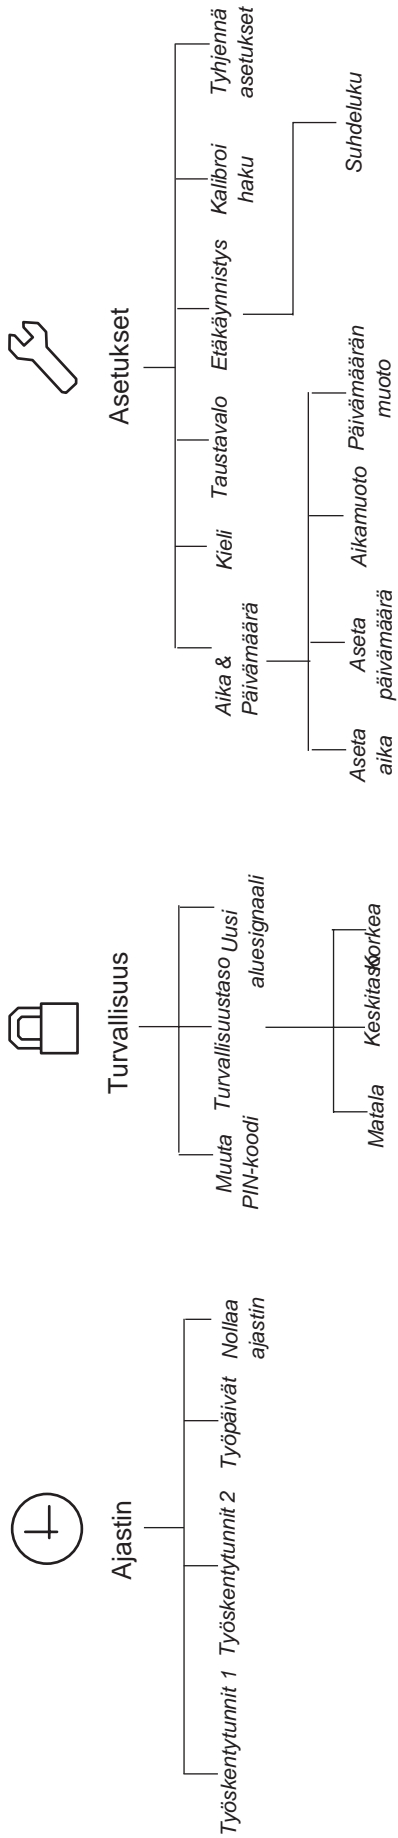 Ajastin
Työskentytunnit 1
Työskentytunnit 2
Työpäivät
Nollaa
ajastin
Turvallisuus
Muuta
PIN-koodi
Turvallisuustaso
Uusi
aluesignaali
Matala
Keskitaso
Korkea
Asetukset
Aika &
Päivämäärä
Kieli
Taustavalo
Etäkäynnistys
Kalibroi
haku
Tyhjennä
asetukset
Aseta
aika
Aseta
päivämäärä
Aikamuoto
Päivämäärän
muoto
Suhdeluku